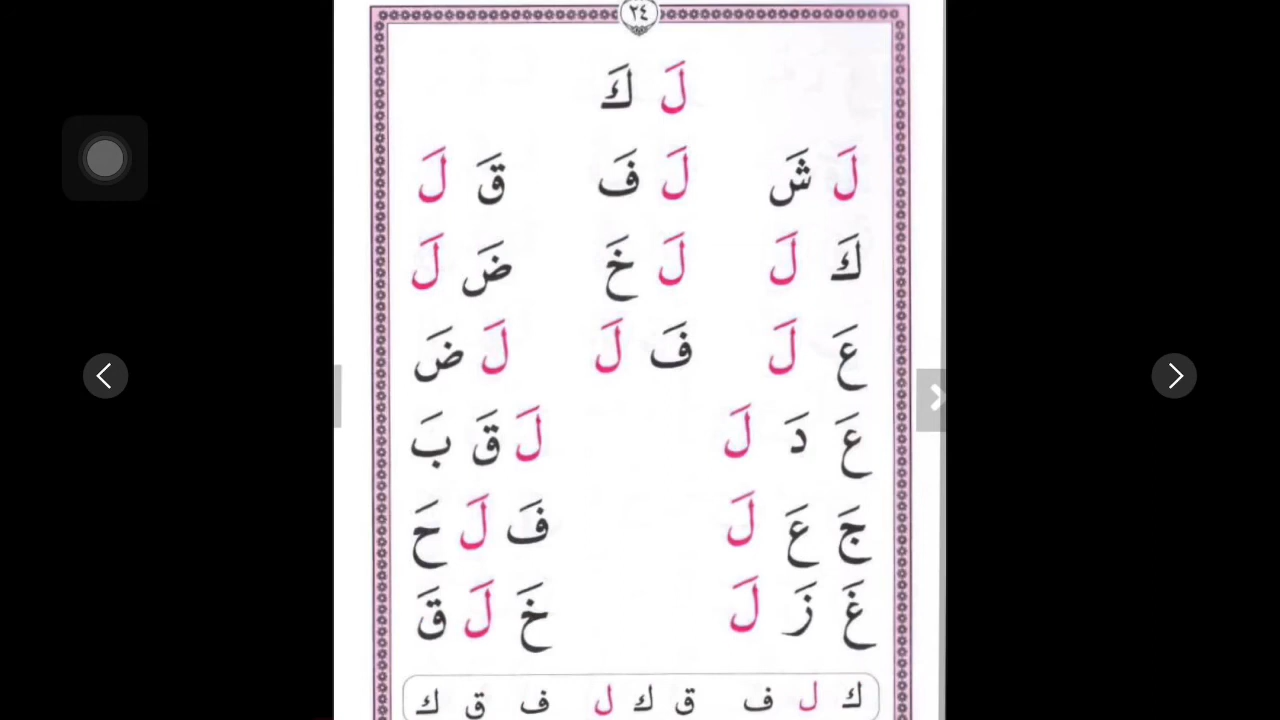 ٢٤
لَ كَ
لَ شَ لَ فَ قَ لَ
كَ لَ لَ خَ ضَ لَ
عَ لَ فَ لَ لَ ضَ
عَ دَ لَ لَ قَ بَ
جَ عَ لَ فَ لَ حَ
غَ زَ لَ خَ لَ قَ
ك ل ف ق ك ل ف ق ك